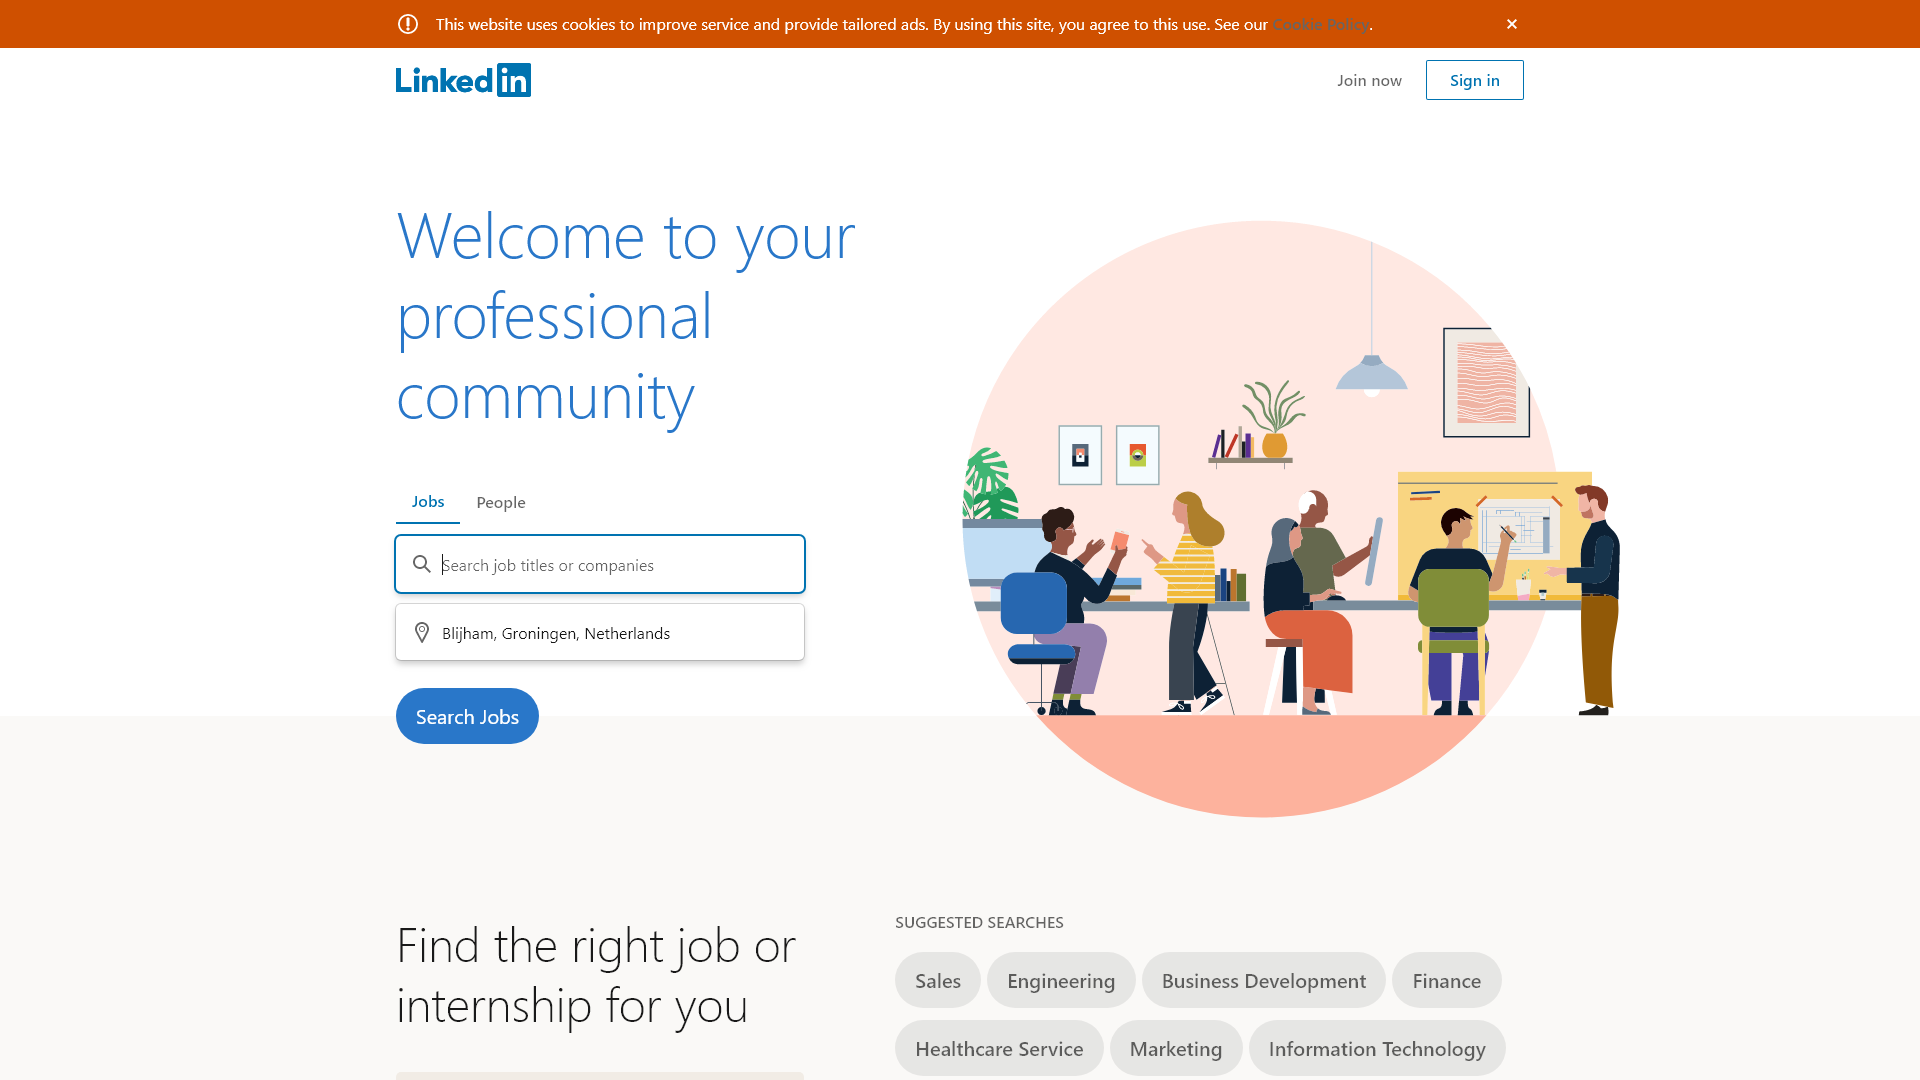 This website uses cookies to improve service and provide tailored ads. By using this site, you agree to this use. See our Cookie Policy.
Linked in
Join now
Sign in
Welcome to your
professional
community
Jobs
People
Search job titles or companies
Blijham, Groningen, Netherlands
Search Jobs
Find the right job or
internship for you
SUGGESTED SEARCHES
Sales
Engineering
Business Development
Finance
Healthcare Service
Marketing
Information Technology